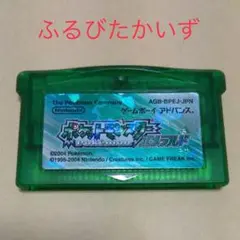 ふるびたかいず
The Pokémon Company
AGB-BPEJ-JPN
Nintendo
ゲームボーイアドバンス
ポケットモンスター
エメラルド
©2004 Pokémon.
©1995-2004 Nintendo/Creatures inc./GAME FREAK inc.